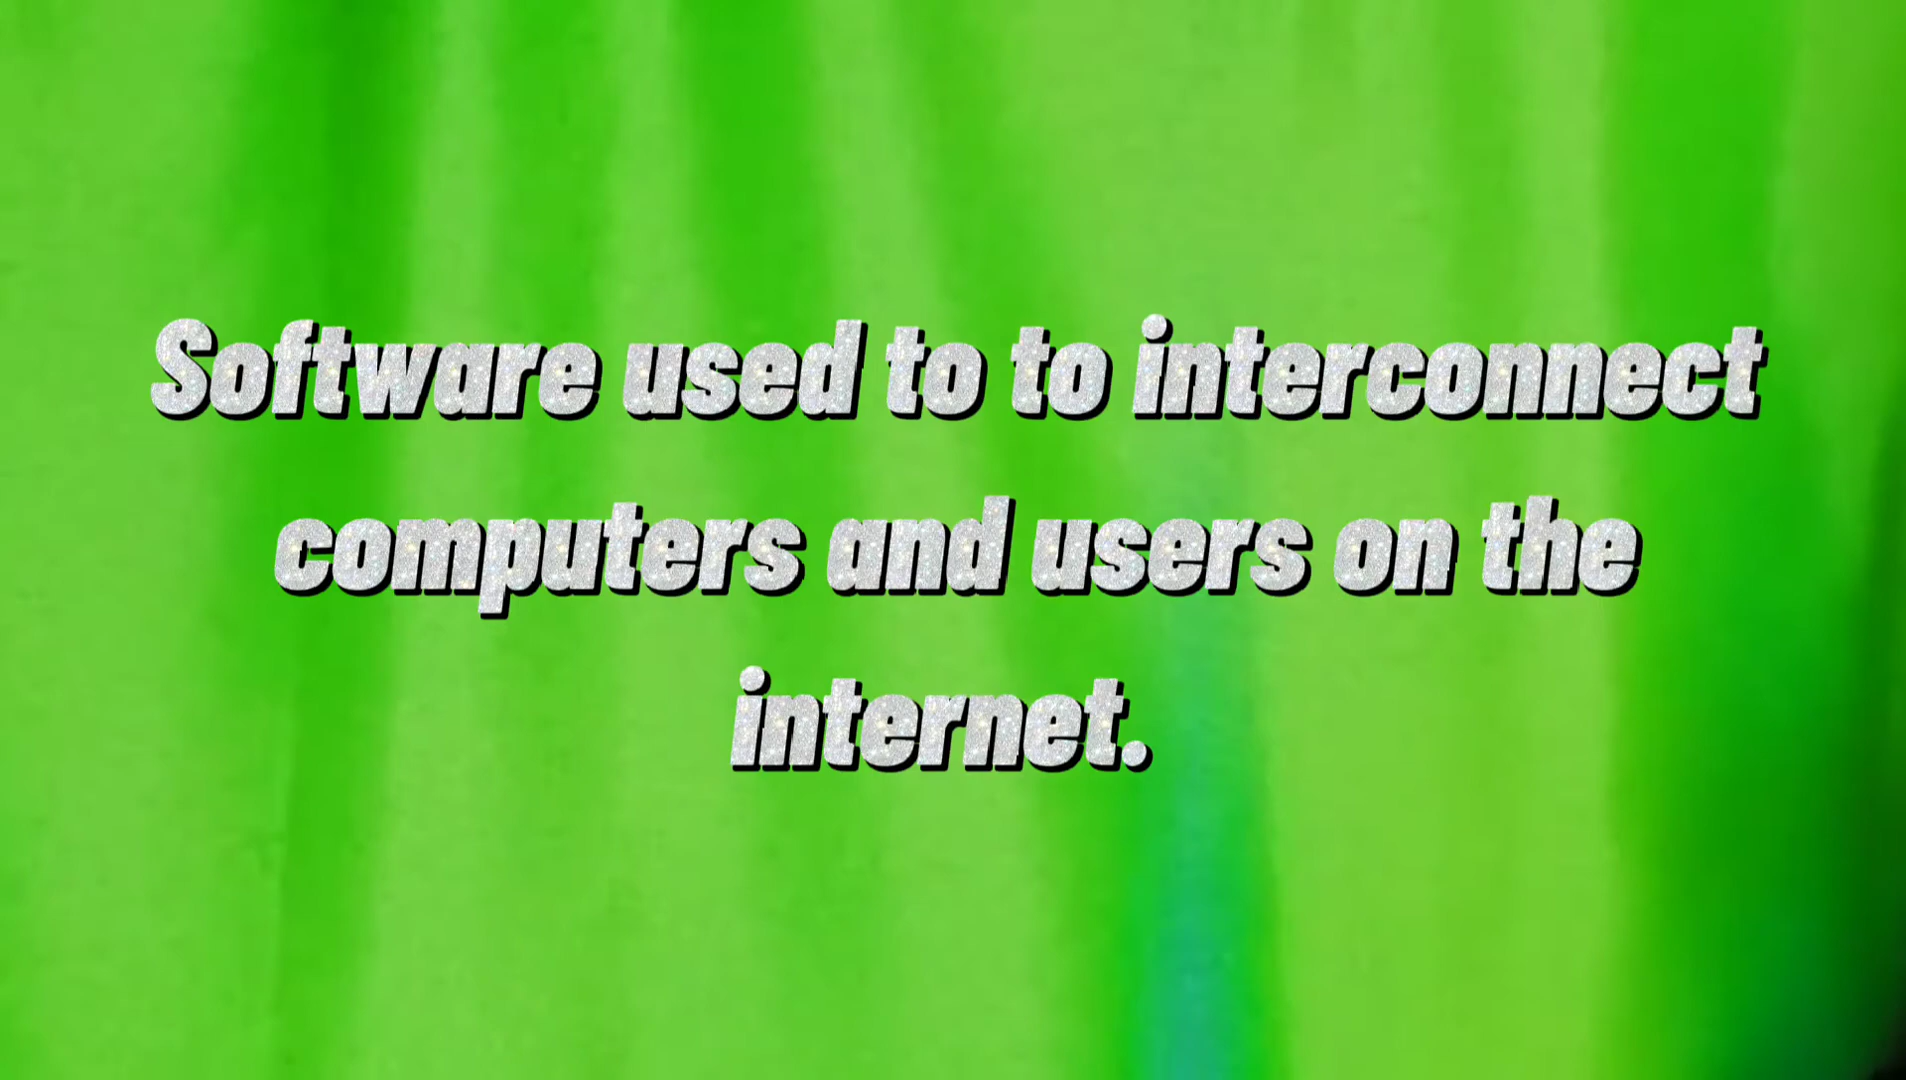 Software used to to interconnect
computers and users on the
internet.